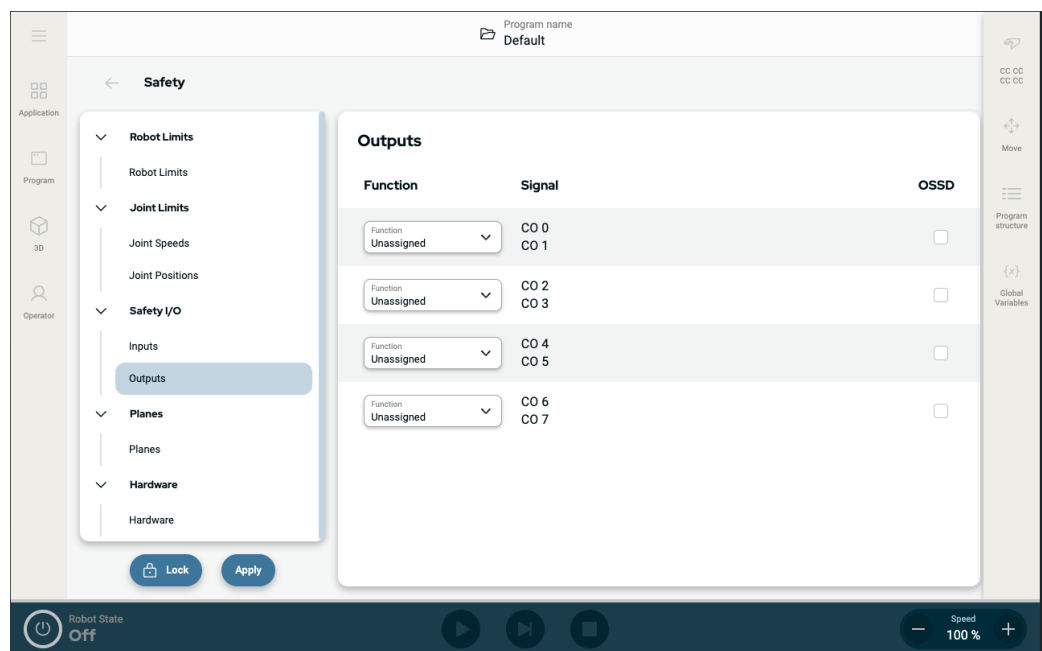 Program name
Default
Safety
Application
Program
3D
Operator
Robot Limits
Robot Limits
Joint Limits
Joint Speeds
Joint Positions
Safety I/O
Inputs
Outputs
Planes
Planes
Hardware
Hardware
Lock
Apply
Outputs
Function
Signal
OSSD
Function
Unassigned
CO 0
CO 1
Function
Unassigned
CO 2
CO 3
Function
Unassigned
CO 4
CO 5
Function
Unassigned
CO 6
CO 7
CC CC
CC CC
Move
Program
structure
{x}
Global
Variables
Robot State
Off
Speed
100 %